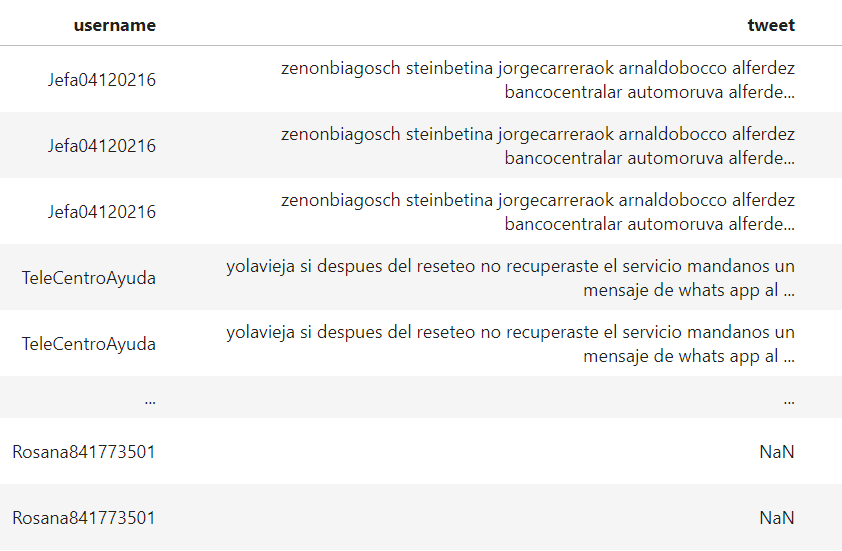 username tweet
Jefa04120216 zenonbiagosch steinbetina jorgecarreraok arnaldobocco alferdez
bancocentralar automoruva alferde...
Jefa04120216 zenonbiagosch steinbetina jorgecarreraok arnaldobocco alferdez
bancocentralar automoruva alferde...
Jefa04120216 zenonbiagosch steinbetina jorgecarreraok arnaldobocco alferdez
bancocentralar automoruva alferde...
TeleCentroAyuda yolavieja si despues del reseteo no recuperaste el servicio mandanos un
mensaje de whats app al ...
TeleCentroAyuda yolavieja si despues del reseteo no recuperaste el servicio mandanos un
mensaje de whats app al ...
... ...
Rosana841773501 NaN
Rosana841773501 NaN